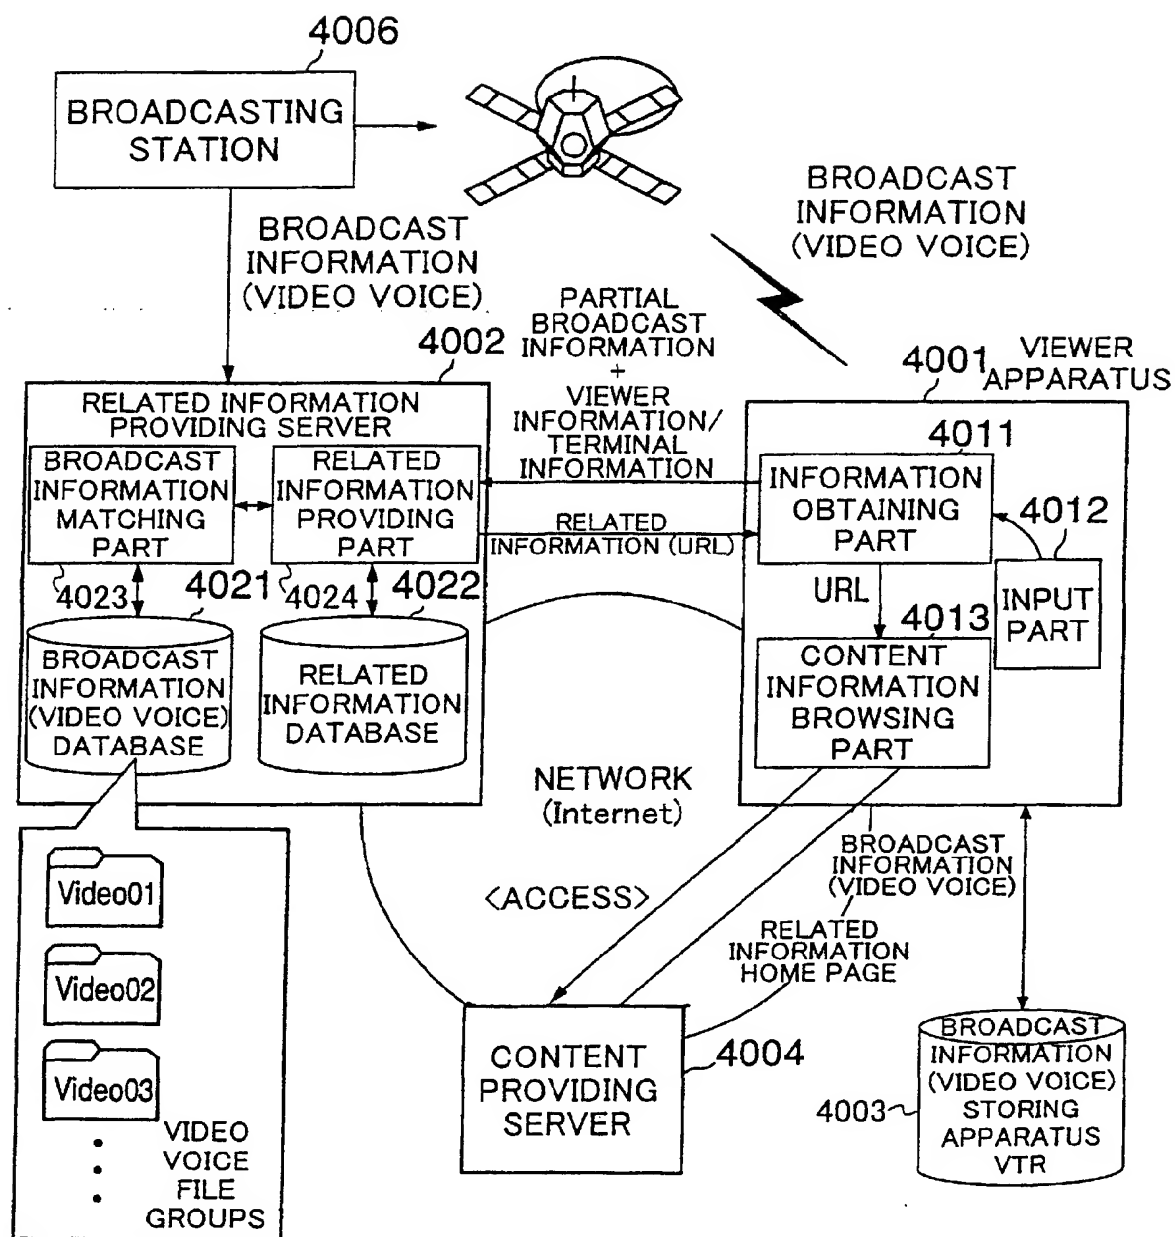 4006
BROADCASTING
STATION
BROADCAST
INFORMATION
(VIDEO VOICE)
BROADCAST
INFORMATION
(VIDEO VOICE)
PARTIAL
BROADCAST
INFORMATION
+
VIEWER
INFORMATION/
TERMINAL
INFORMATION
4002
RELATED INFORMATION
PROVIDING SERVER
BROADCAST
INFORMATION
MATCHING
PART
4023
RELATED
INFORMATION
PROVIDING
PART
4024
4021
BROADCAST
INFORMATION
(VIDEO VOICE)
DATABASE
4022
RELATED
INFORMATION
DATABASE
RELATED
INFORMATION (URL)
4001
VIEWER
APPARATUS
4011
INFORMATION
OBTAINING
PART
4012
INPUT
PART
URL
4013
CONTENT
INFORMATION
BROWSING
PART
NETWORK
(Internet)
<ACCESS>
BROADCAST
INFORMATION
(VIDEO VOICE)
RELATED
INFORMATION
HOME PAGE
Video01
Video02
Video03
VIDEO
VOICE
FILE
GROUPS
CONTENT
PROVIDING
SERVER
4004
4003
BROADCAST
INFORMATION
(VIDEO VOICE)
STORING
APPARATUS
VTR